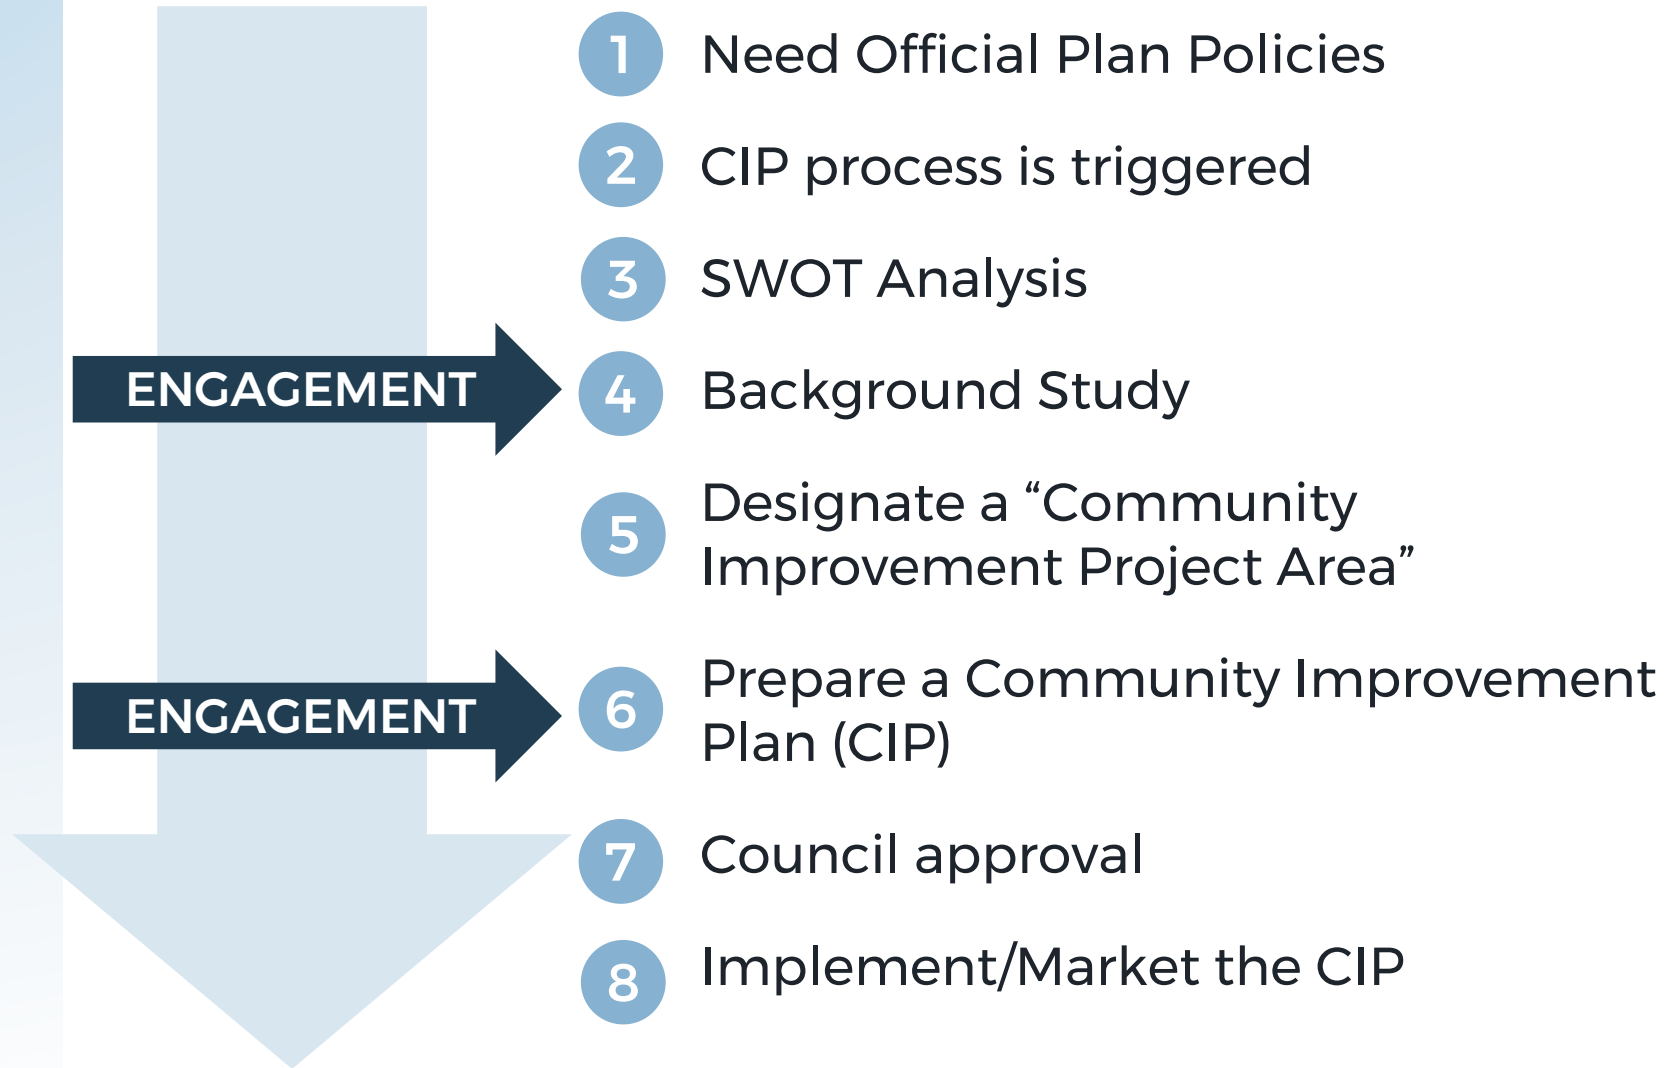 1 Need Official Plan Policies
2 CIP process is triggered
3 SWOT Analysis
ENGAGEMENT 4 Background Study
5 Designate a “Community
Improvement Project Area”
ENGAGEMENT 6 Prepare a Community Improvement
Plan (CIP)
7 Council approval
8 Implement/Market the CIP